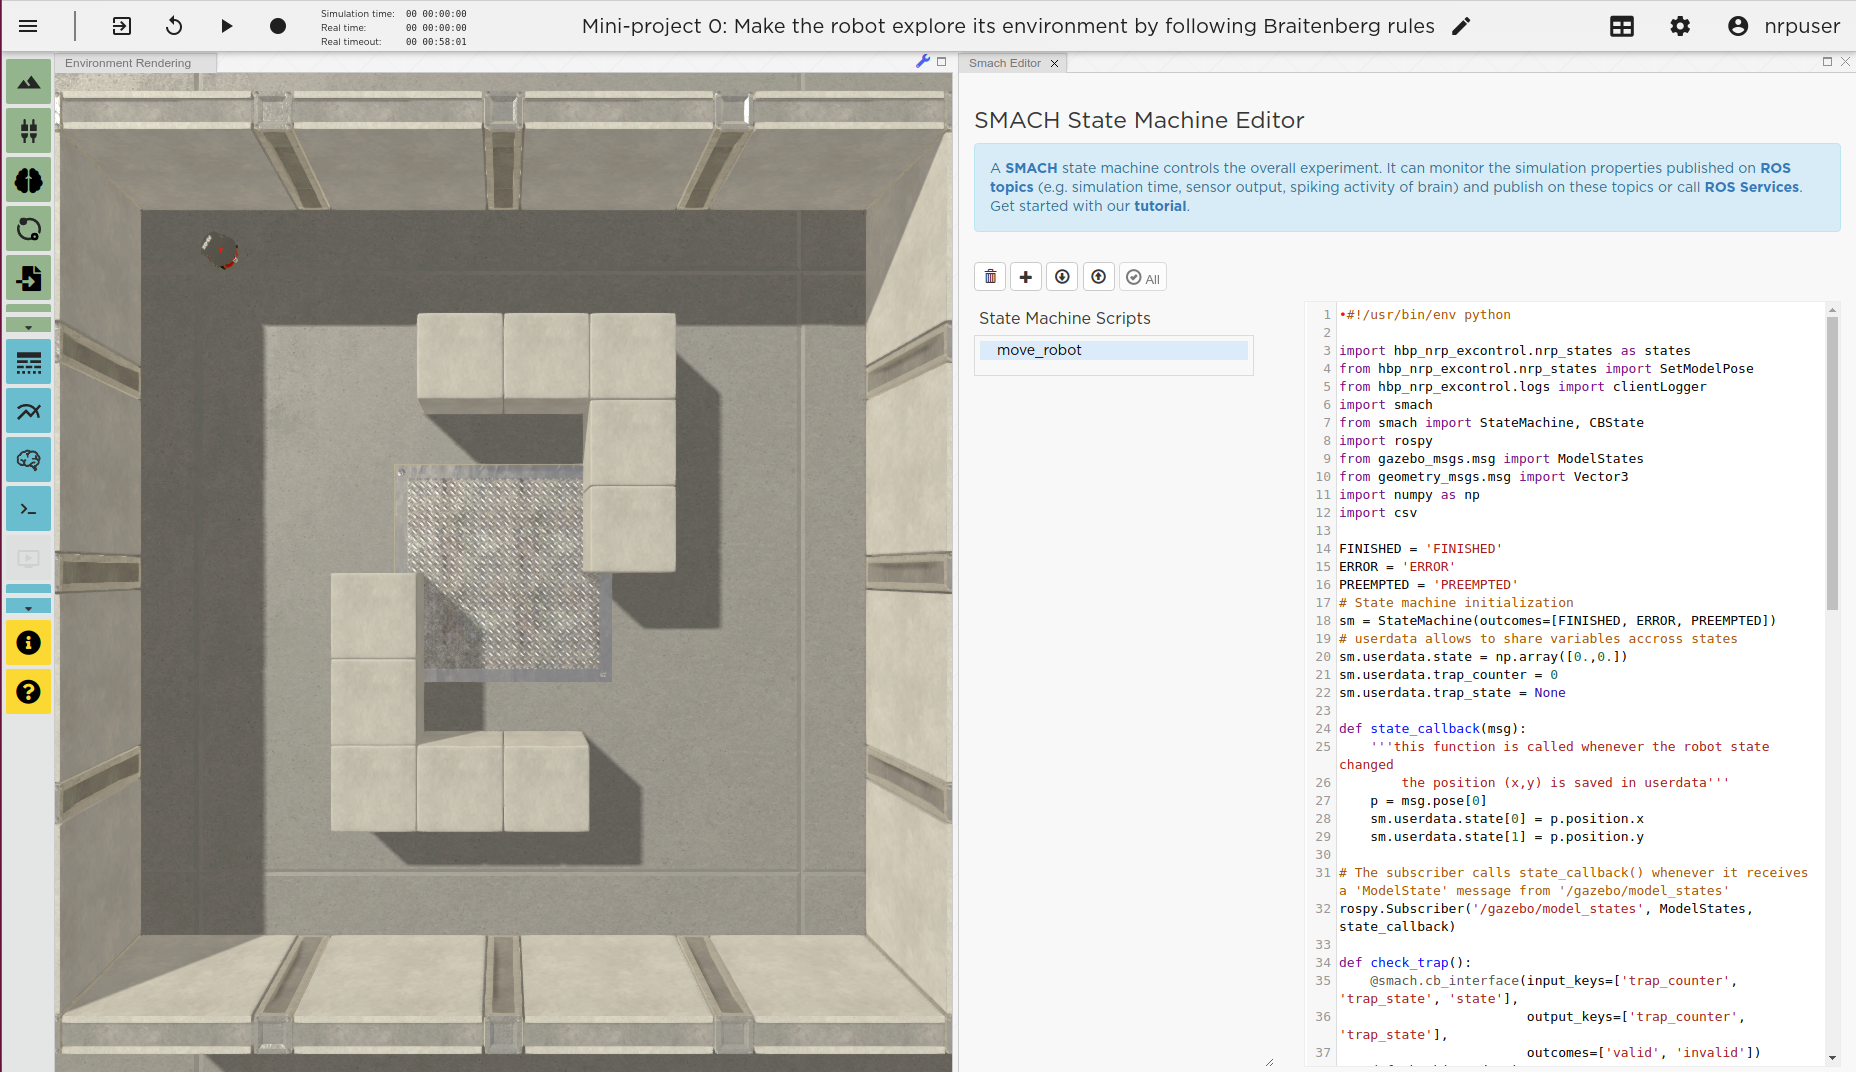 Simulation time: 00 00:00:00
Real time: 00 00:00:00
Real timeout: 00 00:58:01
Mini-project 0: Make the robot explore its environment by following Braitenberg rules
nrpuser
Environment Rendering
Smach Editor
SMACH State Machine Editor
A SMACH state machine controls the overall experiment. It can monitor the simulation properties published on ROS
topics (e.g. simulation time, sensor output, spiking activity of brain) and publish on these topics or call ROS Services.
Get started with our tutorial.
All
State Machine Scripts
move_robot
1 •#!/usr/bin/env python
2
3 import hbp_nrp_excontrol.nrp_states as states
4 from hbp_nrp_excontrol.nrp_states import SetModelPose
5 from hbp_nrp_excontrol.logs import clientLogger
6 import smach
7 from smach import StateMachine, CBState
8 import rospy
9 from gazebo_msgs.msg import ModelStates
10 from geometry_msgs.msg import Vector3
11 import numpy as np
12 import csv
13
14 FINISHED = 'FINISHED'
15 ERROR = 'ERROR'
16 PREEMPTED = 'PREEMPTED'
17 # State machine initialization
18 sm = StateMachine(outcomes=[FINISHED, ERROR, PREEMPTED])
19 # userdata allows to share variables accross states
20 sm.userdata.state = np.array([0.,0.])
21 sm.userdata.trap_counter = 0
22 sm.userdata.trap_state = None
23
24 def state_callback(msg):
25 '''this function is called whenever the robot state
changed
26 the position (x,y) is saved in userdata'''
27 p = msg.pose[0]
28 sm.userdata.state[0] = p.position.x
29 sm.userdata.state[1] = p.position.y
30
31 # The subscriber calls state_callback() whenever it receives
a 'ModelState' message from '/gazebo/model_states'
32 rospy.Subscriber('/gazebo/model_states', ModelStates,
state_callback)
33
34 def check_trap():
35 @smach.cb_interface(input_keys=['trap_counter',
'trap_state', 'state'],
36 output_keys=['trap_counter',
'trap_state'],
37 outcomes=['valid', 'invalid'])